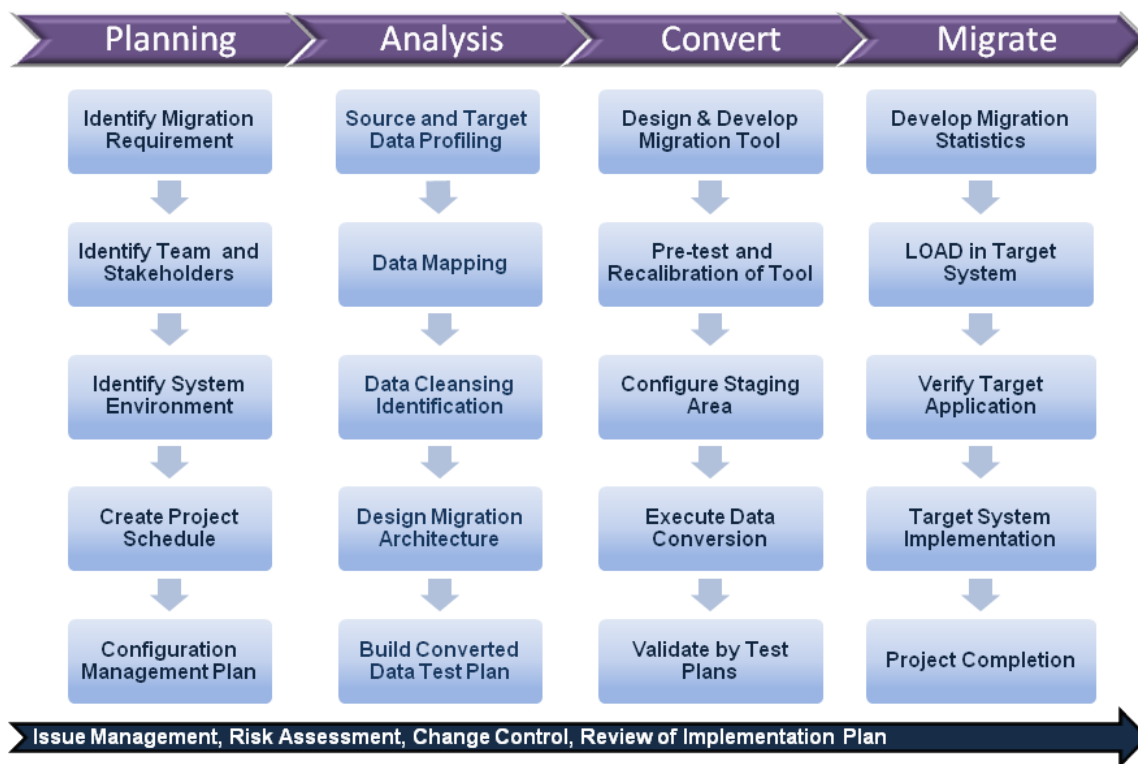 Planning
Analysis
Convert
Migrate
Identify Migration
Requirement
Identify Team and
Stakeholders
Identify System
Environment
Create Project
Schedule
Configuration
Management Plan
Source and Target
Data Profiling
Data Mapping
Data Cleansing
Identification
Design Migration
Architecture
Build Converted
Data Test Plan
Design & Develop
Migration Tool
Pre-test and
Recalibration of Tool
Configure Staging
Area
Execute Data
Conversion
Validate by Test
Plans
Develop Migration
Statistics
LOAD in Target
System
Verify Target
Application
Target System
Implementation
Project Completion
Issue Management, Risk Assessment, Change Control, Review of Implementation Plan